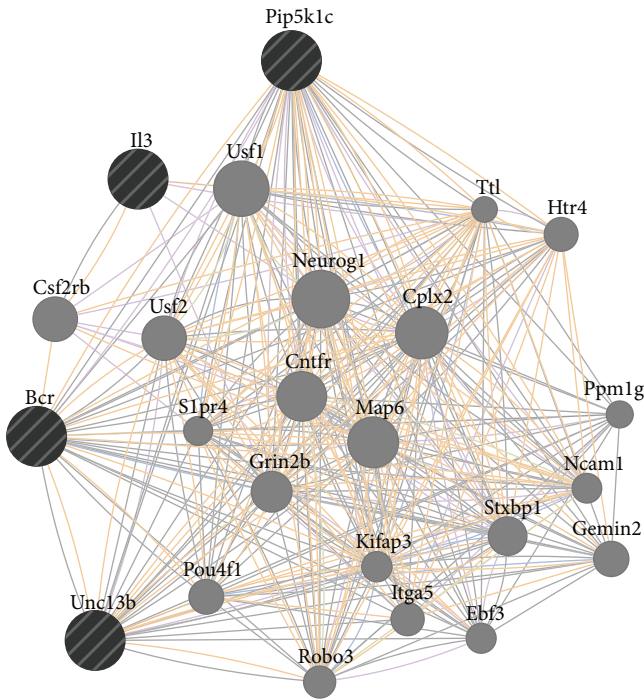 Pip5k1c
Il3
Usf1
Ttl
Htr4
Neurog1
Csf2rb
Usf2
Cplx2
Cntfr
Bcr
S1pr4
Map6
Ppm1g
Grin2b
Ncam1
Stxbp1
Gemin2
Kifap3
Pou4f1
Unc13b
Itga5
Ebf3
Robo3